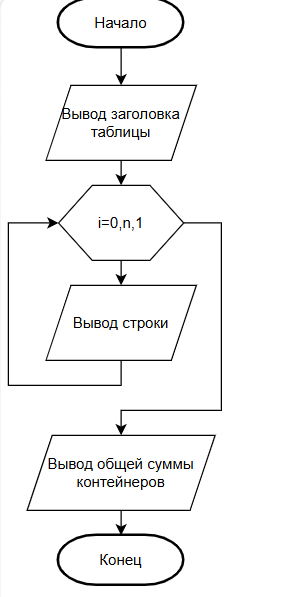 Начало
Вывод заголовка
таблицы
i=0,n,1
Вывод строки
Вывод общей суммы
контейнеров
Конец